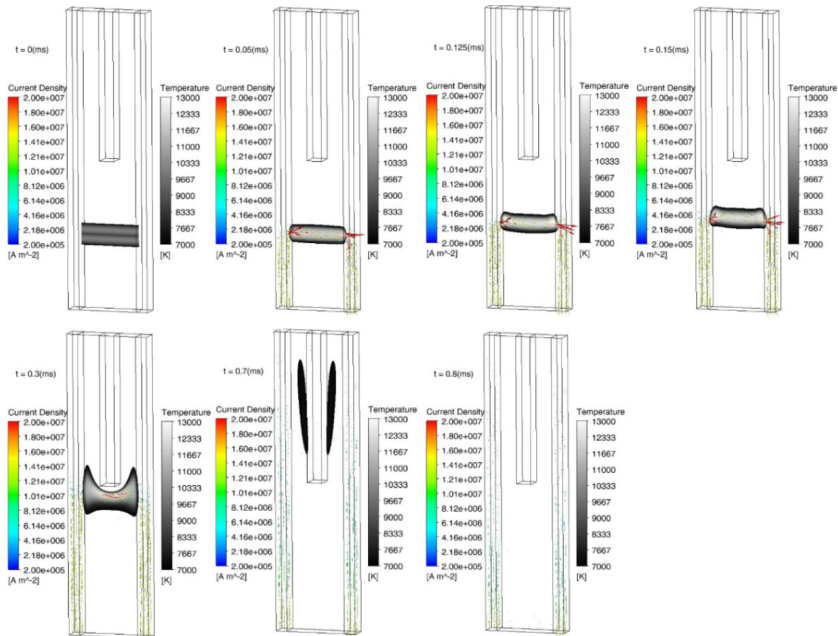 t = 0(ms)
Current Density
2.00e+007
1.80e+007
1.60e+007
1.41e+007
1.21e+007
1.01e+007
8.12e+006
6.14e+006
4.16e+006
2.18e+006
2.00e+005
[A m^-2]
Temperature
13000
12333
11667
11000
10333
9667
9000
8333
7667
7000
[K]
t = 0.05(ms)
Current Density
2.00e+007
1.80e+007
1.60e+007
1.41e+007
1.21e+007
1.01e+007
8.12e+006
6.14e+006
4.16e+006
2.18e+006
2.00e+005
[A m^-2]
Temperature
13000
12333
11667
11000
10333
9667
9000
8333
7667
7000
[K]
t = 0.125(ms)
Current Density
2.00e+007
1.80e+007
1.60e+007
1.41e+007
1.21e+007
1.01e+007
8.12e+006
6.14e+006
4.16e+006
2.18e+006
2.00e+005
[A m^-2]
Temperature
13000
12333
11667
11000
10333
9667
9000
8333
7667
7000
[K]
t = 0.15(ms)
Current Density
2.00e+007
1.80e+007
1.60e+007
1.41e+007
1.21e+007
1.01e+007
8.12e+006
6.14e+006
4.16e+006
2.18e+006
2.00e+005
[A m^-2]
Temperature
13000
12333
11667
11000
10333
9667
9000
8333
7667
7000
[K]
t = 0.3(ms)
Current Density
2.00e+007
1.80e+007
1.60e+007
1.41e+007
1.21e+007
1.01e+007
8.12e+006
6.14e+006
4.16e+006
2.18e+006
2.00e+005
[A m^-2]
Temperature
13000
12333
11667
11000
10333
9667
9000
8333
7667
7000
[K]
t = 0.7(ms)
Current Density
2.00e+007
1.80e+007
1.60e+007
1.41e+007
1.21e+007
1.01e+007
8.12e+006
6.14e+006
4.16e+006
2.18e+006
2.00e+005
[A m^-2]
Temperature
13000
12333
11667
11000
10333
9667
9000
8333
7667
7000
[K]
t = 0.8(ms)
Current Density
2.00e+007
1.80e+007
1.60e+007
1.41e+007
1.21e+007
1.01e+007
8.12e+006
6.14e+006
4.16e+006
2.18e+006
2.00e+005
[A m^-2]
Temperature
13000
12333
11667
11000
10333
9667
9000
8333
7667
7000
[K]